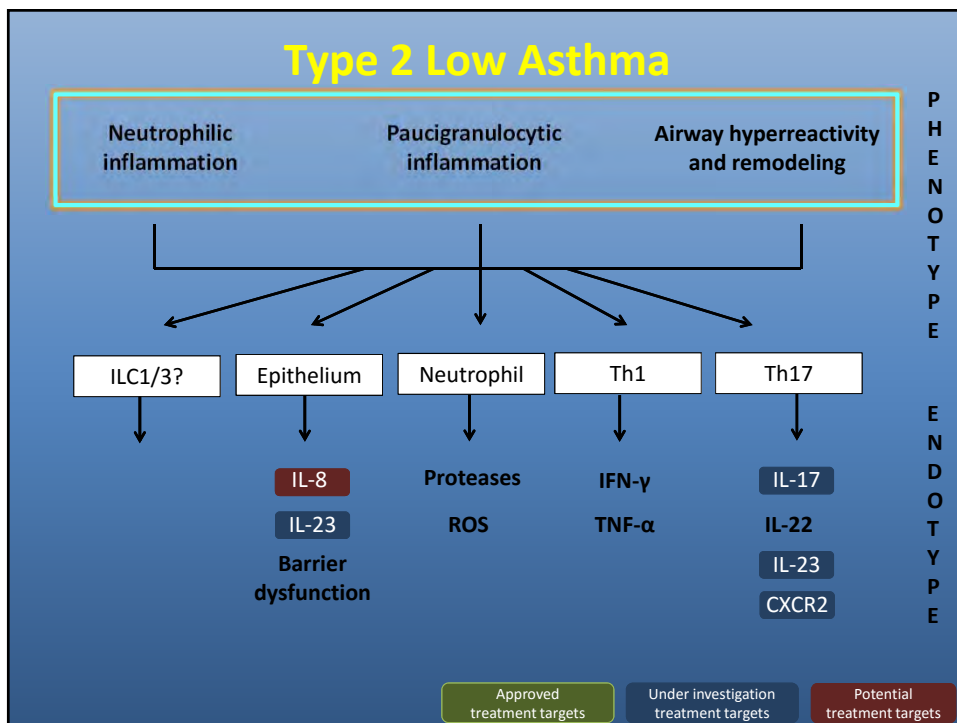 Type 2 Low Asthma
Neutrophilic
inflammation
Paucigranulocytic
inflammation
Airway hyperreactivity
and remodeling
PHENOTYPE
ILC1/3?
Epithelium
Neutrophil
Th1
Th17
ENDOTYPE
IL-8
IL-23
Barrier
dysfunction
Proteases
ROS
IFN-γ
TNF-α
IL-17
IL-22
IL-23
CXCR2
Approved
treatment targets
Under investigation
treatment targets
Potential
treatment targets